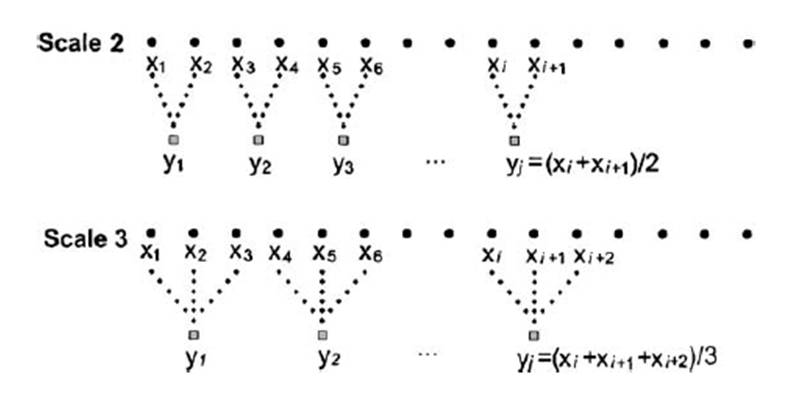 Scale 2
x1 x2 x3 x4 x5 x6 xi xi+1
y1 y2 y3 ... yj=(xi+xi+1)/2
Scale 3
x1 x2 x3 x4 x5 x6 xi xi+1 xi+2
y1 y2 ... yj=(xi+xi+1+xi+2)/3